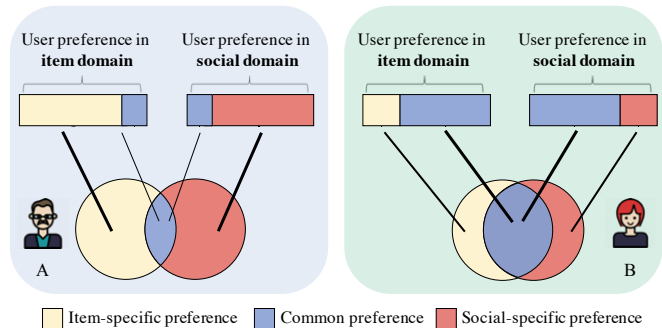 User preference in
item domain
User preference in
social domain
User preference in
item domain
User preference in
social domain
A
B
Item-specific preference
Common preference
Social-specific preference